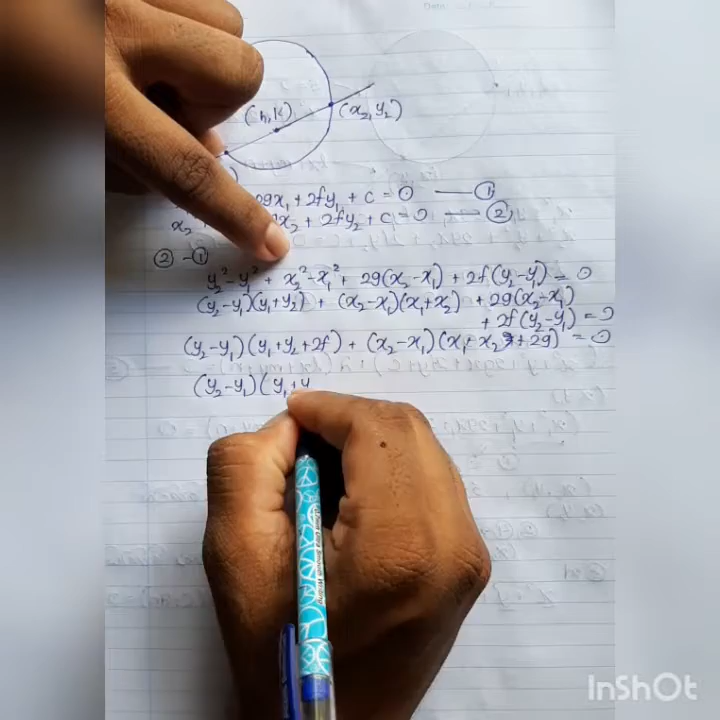 (h,k)
(x₂, y₂)
2gx₁ + 2fy₁ + c = 0 — ①
x₂ x₂ + 2fy₂ + c = 0 — ②
② - ①
y₂² - y₁² + x₂² - x₁² + 2g(x₂ - x₁) + 2f(y₂ - y₁) = 0
(y₂ - y₁)(y₁ + y₂) + (x₂ - x₁)(x₁ + x₂) + 2g(x₂ - x₁)
+ 2f(y₂ - y₁) = 0
(y₂ - y₁)(y₁ + y₂ + 2f) + (x₂ - x₁)(x₁ + x₂ + 2g) = 0
(y₂ - y₁)(y₁ + y
InShOt